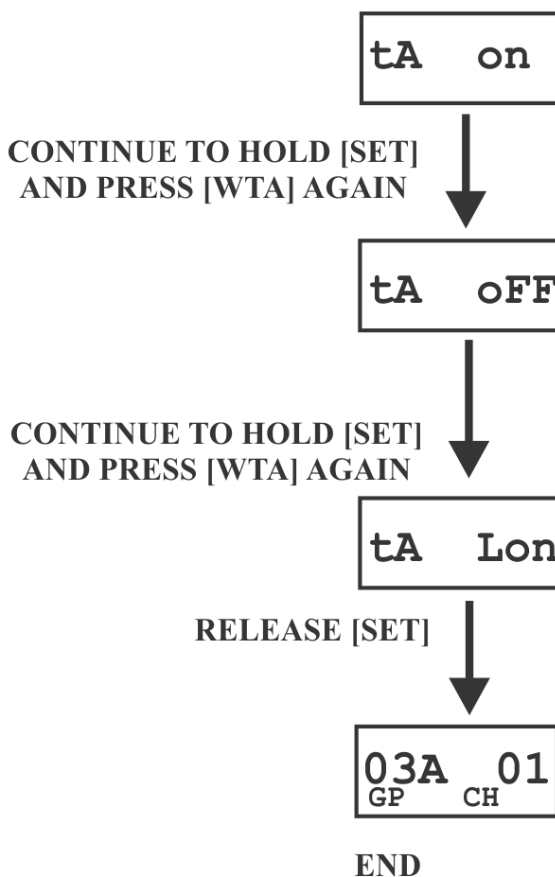 tA on
CONTINUE TO HOLD [SET]
AND PRESS [WTA] AGAIN
tA oFF
CONTINUE TO HOLD [SET]
AND PRESS [WTA] AGAIN
tA Lon
RELEASE [SET]
03A 01
GP CH
END